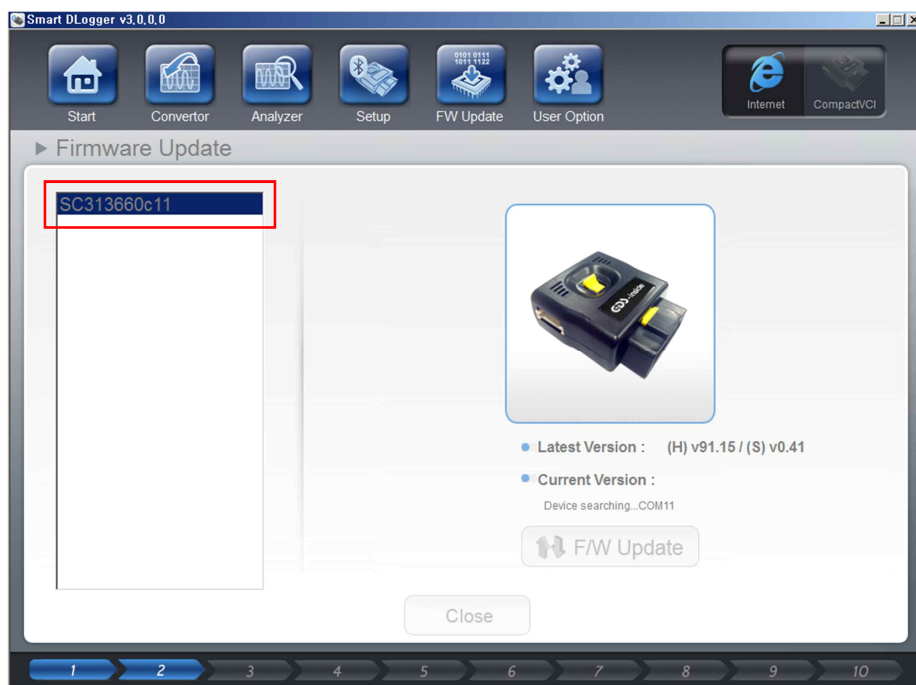 Smart DLogger v3,0,0,0
0101 0111
1011 1122
Start
Convertor
Analyzer
Setup
FW Update
User Option
Internet
CompactVCI
Firmware Update
SC313660c11
GDS-inside
Latest Version : (H) v91.15 / (S) v0.41
Current Version :
Device searching...COM11
F/W Update
Close
1 2 3 4 5 6 7 8 9 10